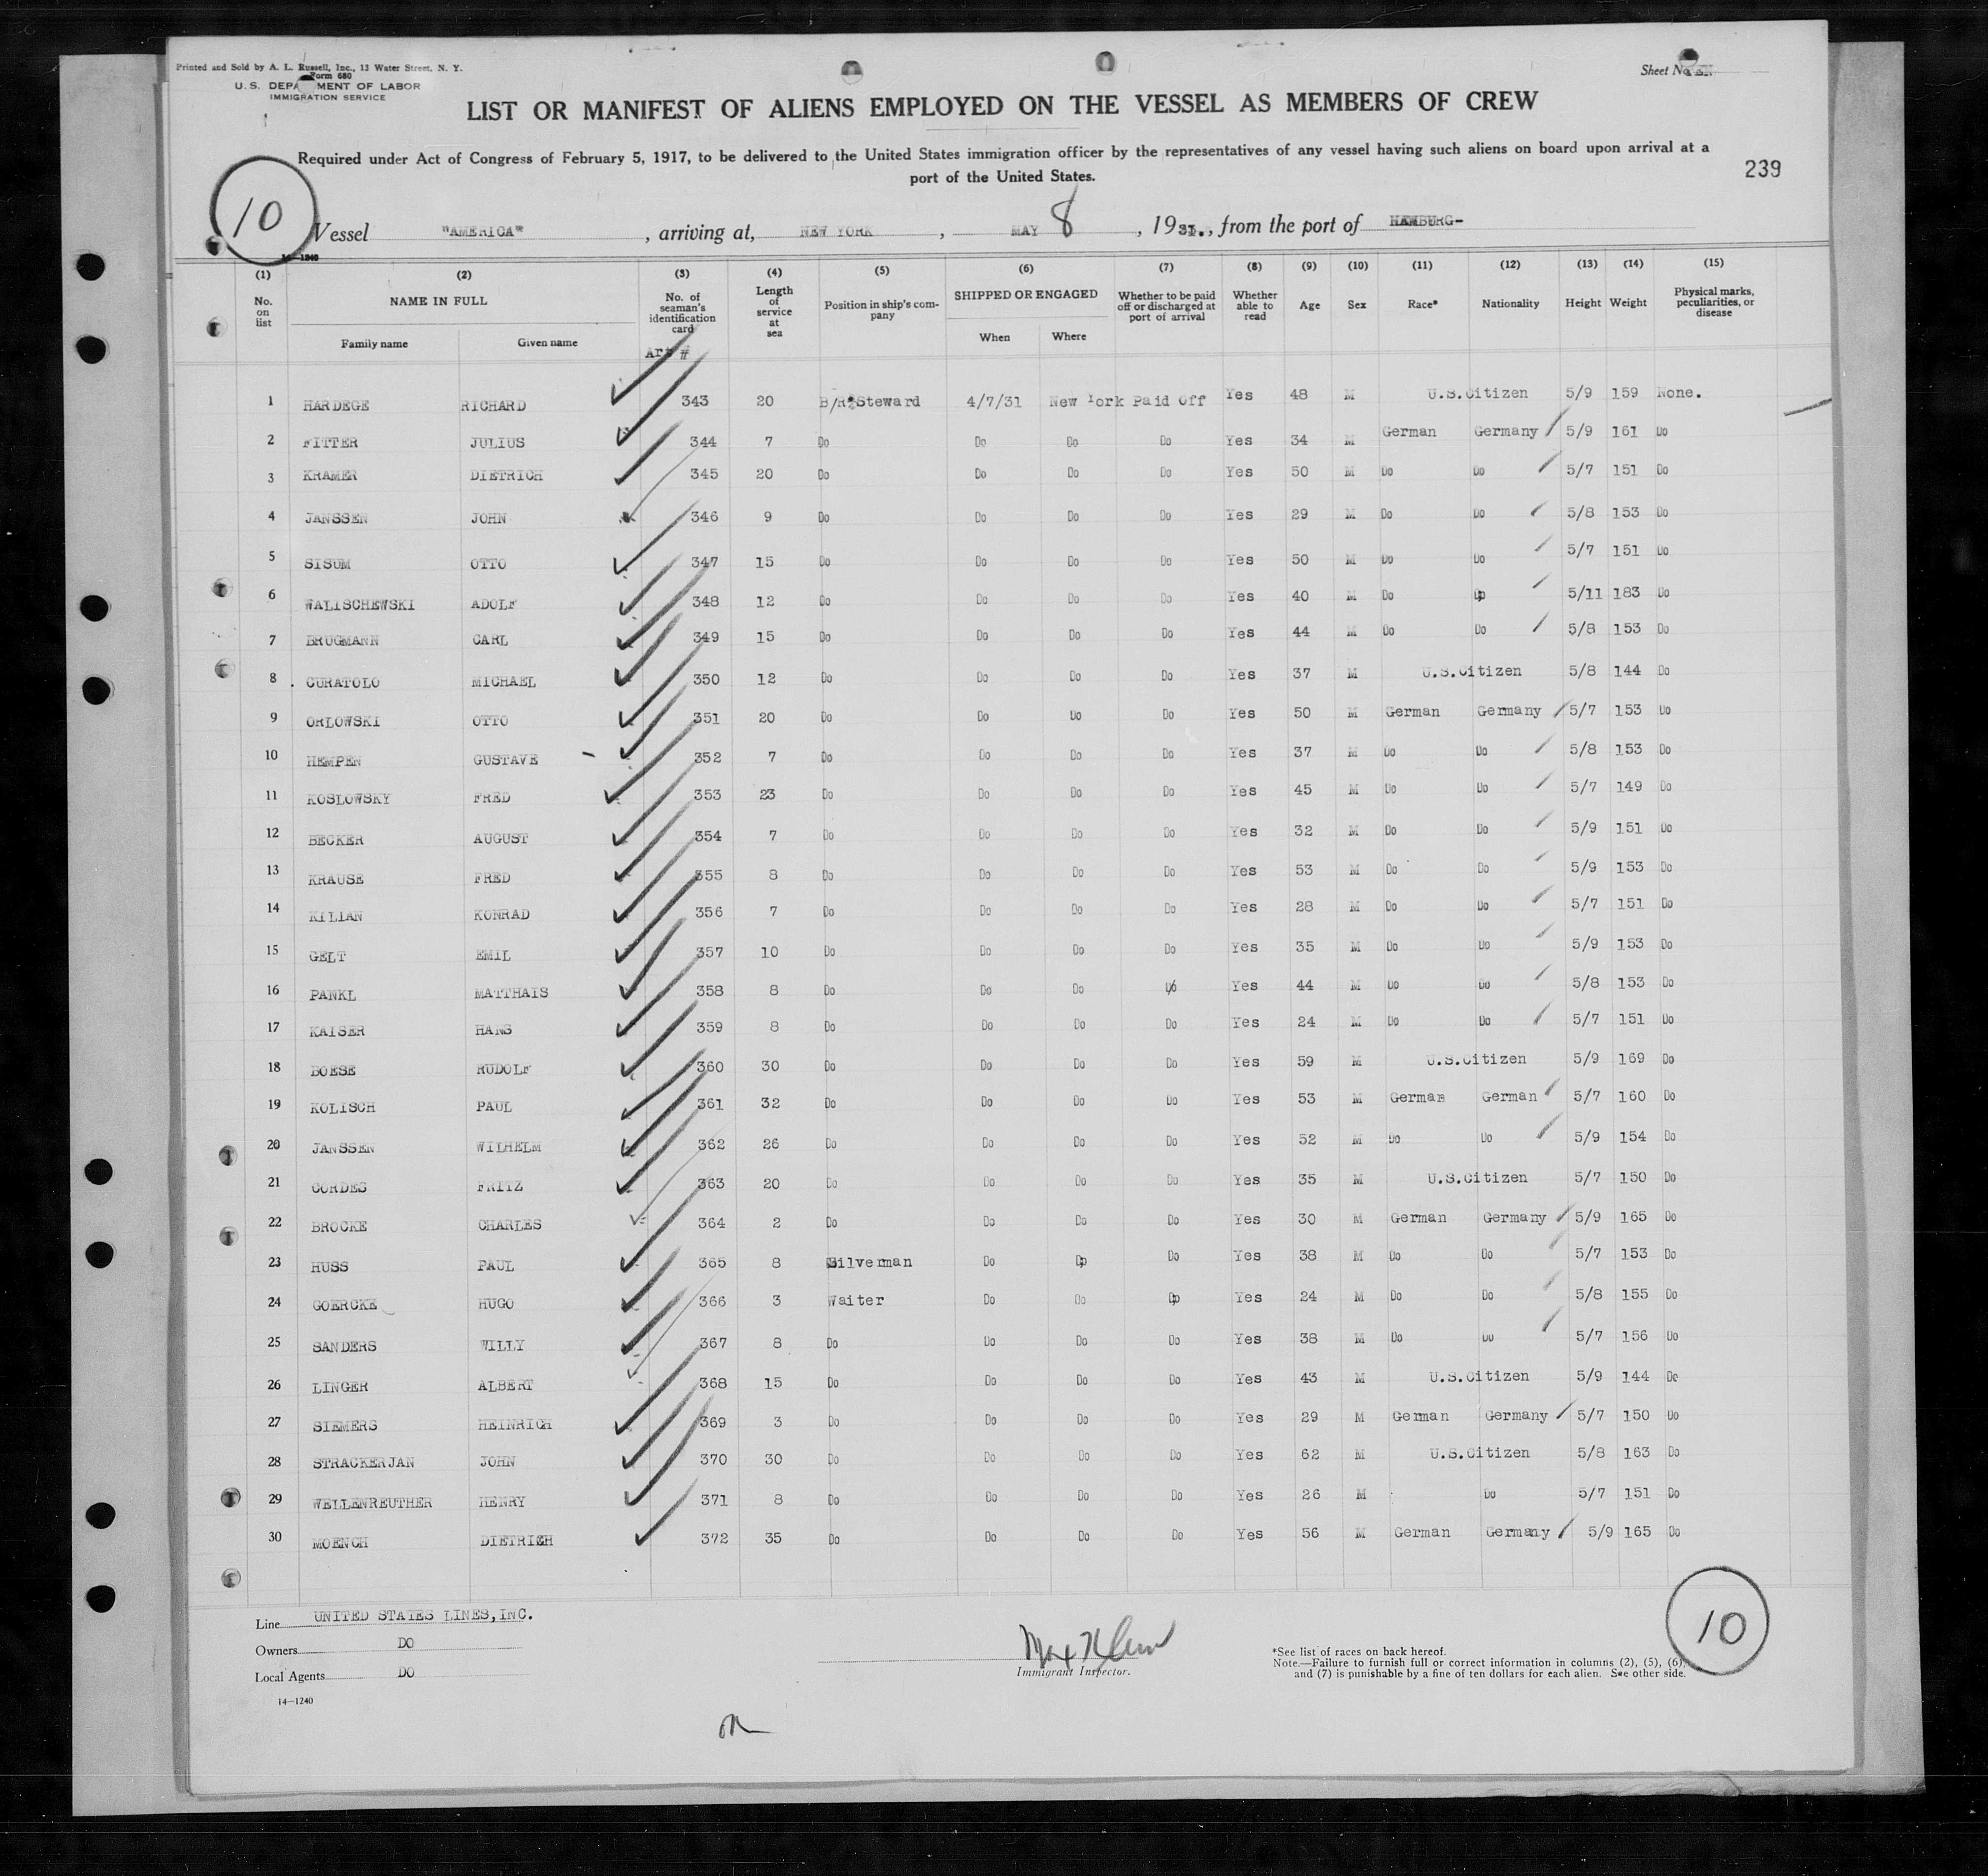 Printed and Sold by A. L. Russell, Inc., 13 Water Street, N. Y.
Form 680
U. S. DEPARTMENT OF LABOR
IMMIGRATION SERVICE
Sheet No.
LIST OR MANIFEST OF ALIENS EMPLOYED ON THE VESSEL AS MEMBERS OF CREW
Required under Act of Congress of February 5, 1917, to be delivered to the United States immigration officer by the representatives of any vessel having such aliens on board upon arrival at a
port of the United States.
239
10
Vessel "AMERICA", arriving at, NEW YORK, MAY 8, 1931., from the port of HAMBURG-
14-1240
(1) (2) (3) (4) (5) (6) (7) (8) (9) (10) (11) (12) (13) (14) (15)
No. on list NAME IN FULL Family name Given name No. of seaman's identification card Length of service at sea Position in ship's company SHIPPED OR ENGAGED When Where Whether to be paid off or discharged at port of arrival Whether able to read Age Sex Race* Nationality Height Weight Physical marks, peculiarities, or disease
Art #
1 HARDEGE RICHARD 343 20 B/R Steward 4/7/31 New York Paid Off Yes 48 M U.S.Citizen 5/9 159 None.
2 FITTER JULIUS 344 7 Do Do Do Do Yes 34 M German Germany 5/9 161 Do
3 KRAMER DIETRICH 345 20 Do Do Do Do Yes 50 M Do Do 5/7 151 Do
4 JANSSEN JOHN 346 9 Do Do Do Do Yes 29 M Do Do 5/8 153 Do
5 SISUM OTTO 347 15 Do Do Do Do Yes 50 M Do Do 5/7 151 Do
6 WALISCHEWSKI ADOLF 348 12 Do Do Do Do Yes 40 M Do Do 5/11 183 Do
7 BRUGMANN CARL 349 15 Do Do Do Do Yes 44 M Do Do 5/8 153 Do
8 CURATOLO MICHAEL 350 12 Do Do Do Do Yes 37 M U.S.Citizen 5/8 144 Do
9 ORLOWSKI OTTO 351 20 Do Do Do Do Yes 50 M German Germany 5/7 153 Do
10 HEMPEN GUSTAVE 352 7 Do Do Do Do Yes 37 M Do Do 5/8 153 Do
11 KOSLOWSKY FRED 353 23 Do Do Do Do Yes 45 M Do Do 5/7 149 Do
12 BECKER AUGUST 354 7 Do Do Do Do Yes 32 M Do Do 5/9 151 Do
13 KRAUSE FRED 355 8 Do Do Do Do Yes 53 M Do Do 5/9 153 Do
14 KILIAN KONRAD 356 7 Do Do Do Do Yes 28 M Do Do 5/7 151 Do
15 GELT EMIL 357 10 Do Do Do Do Yes 35 M Do Do 5/9 153 Do
16 PANKL MATTHAIS 358 8 Do Do Do Do Yes 44 M Do Do 5/8 153 Do
17 KAISER HANS 359 8 Do Do Do Do Yes 24 M Do Do 5/7 151 Do
18 BOESE RUDOLF 360 30 Do Do Do Do Yes 59 M U.S.Citizen 5/9 169 Do
19 KOLISCH PAUL 361 32 Do Do Do Do Yes 53 M German German 5/7 160 Do
20 JANSSEN WILHELM 362 26 Do Do Do Do Yes 52 M Do Do 5/9 154 Do
21 CORDES FRITZ 363 20 Do Do Do Do Yes 35 M U.S.Citizen 5/7 150 Do
22 BROCKE CHARLES 364 2 Do Do Do Do Yes 30 M German Germany 5/9 165 Do
23 HUSS PAUL 365 8 Silverman Do Do Do Yes 38 M Do Do 5/7 153 Do
24 GOERCKE HUGO 366 3 Waiter Do Do Do Yes 24 M Do Do 5/8 155 Do
25 SANDERS WILLY 367 8 Do Do Do Do Yes 38 M Do Do 5/7 156 Do
26 LINGER ALBERT 368 15 Do Do Do Do Yes 43 M U.S.Citizen 5/9 144 Do
27 SIEMERS HEINRICH 369 3 Do Do Do Do Yes 29 M German Germany 5/7 150 Do
28 STRACKERJAN JOHN 370 30 Do Do Do Do Yes 62 M U.S.Citizen 5/8 163 Do
29 WELLENREUTHER HENRY 371 8 Do Do Do Do Yes 26 M Do 5/7 151 Do
30 MOENCH DIETRICH 372 35 Do Do Do Do Yes 56 M German Germany 5/9 165 Do
Line UNITED STATES LINES, INC.
Owners DO
Local Agents DO
14-1240
Immigrant Inspector.
*See list of races on back hereof.
Note.—Failure to furnish full or correct information in columns (2), (5), (6),
and (7) is punishable by a fine of ten dollars for each alien. See other side.
10